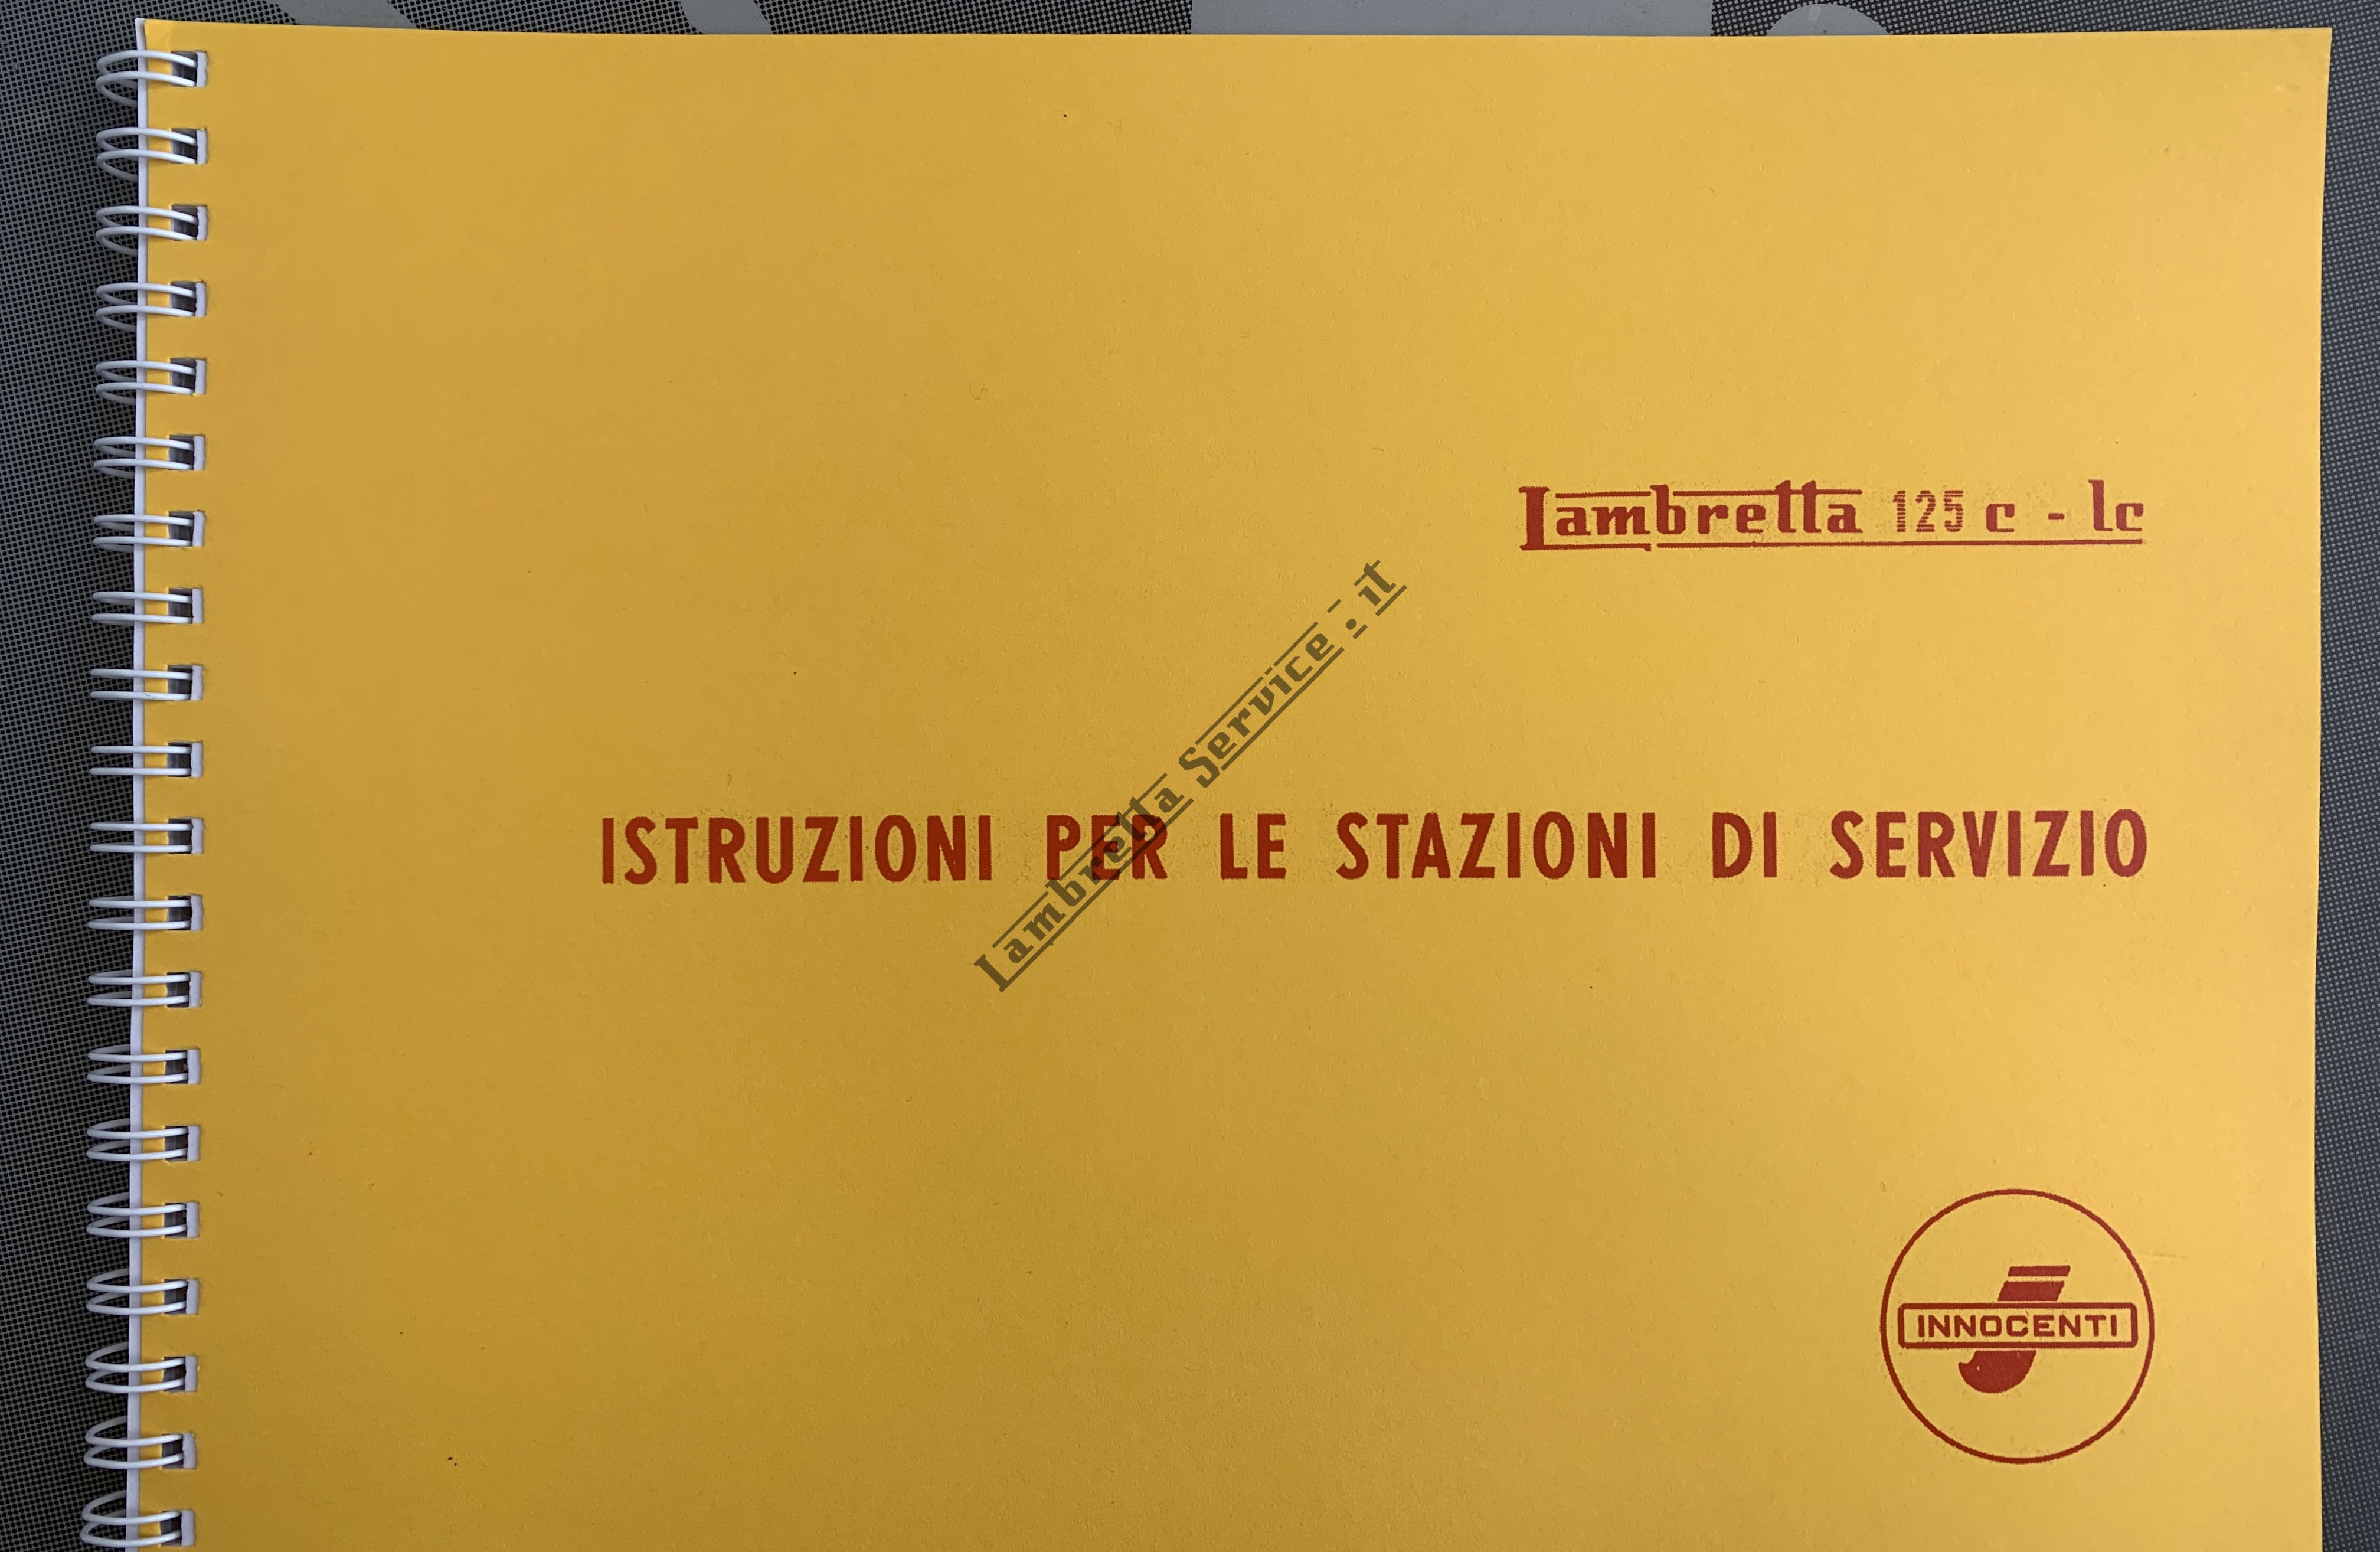 Lambretta 125 c - lc
Lambretta Service.it
ISTRUZIONI PER LE STAZIONI DI SERVIZIO
INNOCENTI